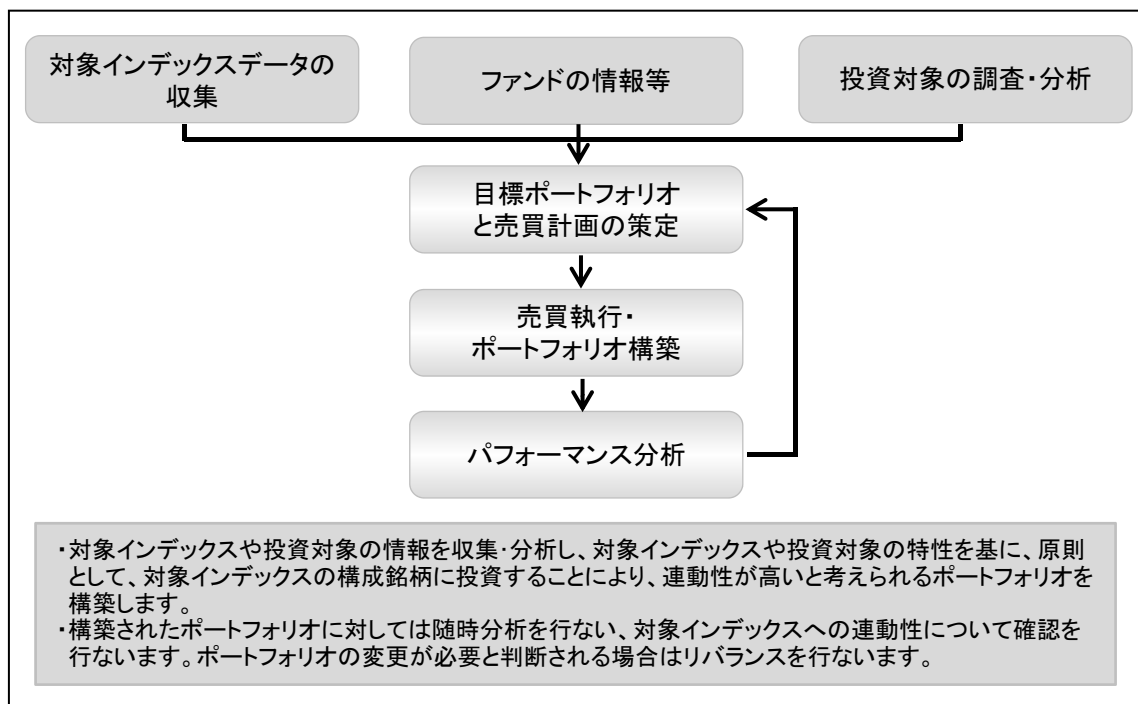 対象インデックスデータの
収集
ファンドの情報等
投資対象の調査・分析
目標ポートフォリオ
と売買計画の策定
売買執行・
ポートフォリオ構築
パフォーマンス分析
・対象インデックスや投資対象の情報を収集・分析し、対象インデックスや投資対象の特性を基に、原則
として、対象インデックスの構成銘柄に投資することにより、連動性が高いと考えられるポートフォリオを
構築します。
・構築されたポートフォリオに対しては随時分析を行ない、対象インデックスへの連動性について確認を
行ないます。ポートフォリオの変更が必要と判断される場合はリバランスを行ないます。